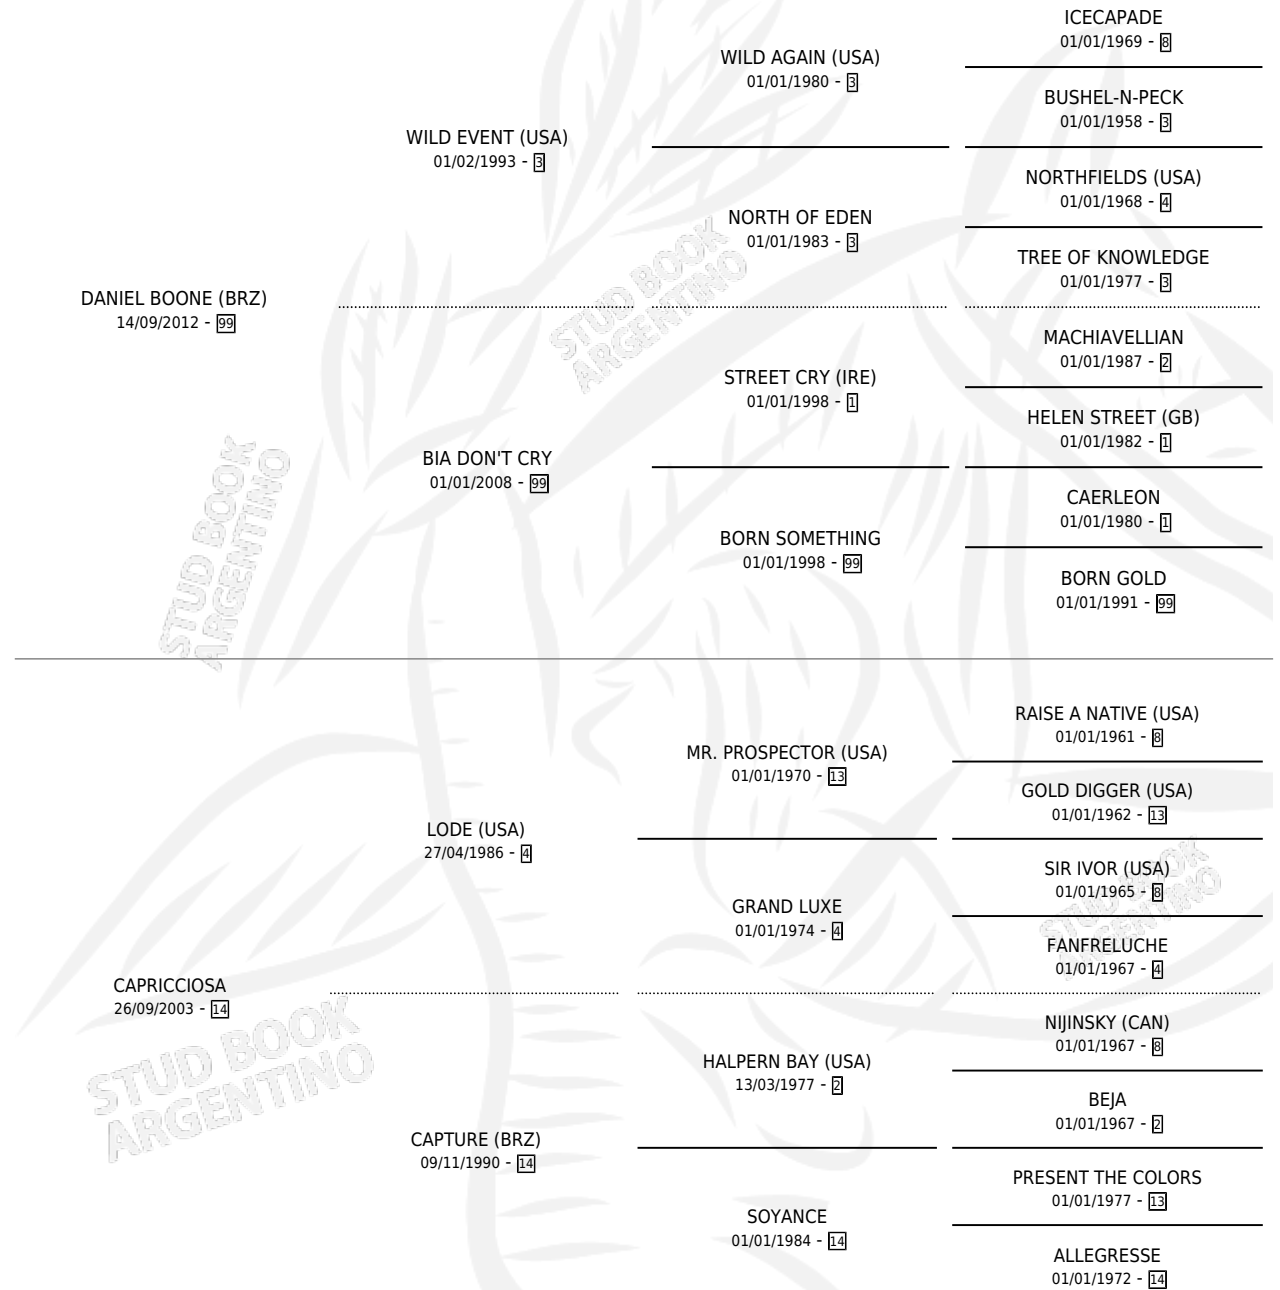 ICECAPADE
01/01/1969 - 8
WILD AGAIN (USA)
01/01/1980 - 3
BUSHEL-N-PECK
01/01/1958 - 3
WILD EVENT (USA)
01/02/1993 - 3
NORTHFIELDS (USA)
01/01/1968 - 4
NORTH OF EDEN
01/01/1983 - 3
TREE OF KNOWLEDGE
01/01/1977 - 3
DANIEL BOONE (BRZ)
14/09/2012 - 99
STUD BOOK
ARGENTINO
MACHIAVELLIAN
01/01/1987 - 2
STREET CRY (IRE)
01/01/1998 - 1
HELEN STREET (GB)
01/01/1982 - 1
BIA DON'T CRY
01/01/2008 - 99
CAERLEON
01/01/1980 - 1
BORN SOMETHING
01/01/1998 - 99
BORN GOLD
01/01/1991 - 99
STUD BOOK
ARGENTINO
RAISE A NATIVE (USA)
01/01/1961 - 8
MR. PROSPECTOR (USA)
01/01/1970 - 13
GOLD DIGGER (USA)
01/01/1962 - 13
LODE (USA)
27/04/1986 - 4
SIR IVOR (USA)
01/01/1965 - 8
GRAND LUXE
01/01/1974 - 4
FANFRELUCHE
01/01/1967 - 4
STUD BOOK
ARGENTINO
CAPRICCIOSA
26/09/2003 - 14
NIJINSKY (CAN)
01/01/1967 - 8
HALPERN BAY (USA)
13/03/1977 - 2
BEJA
01/01/1967 - 2
STUD BOOK
ARGENTINO
CAPTURE (BRZ)
09/11/1990 - 14
PRESENT THE COLORS
01/01/1977 - 13
SOYANCE
01/01/1984 - 14
ALLEGRESSE
01/01/1972 - 14